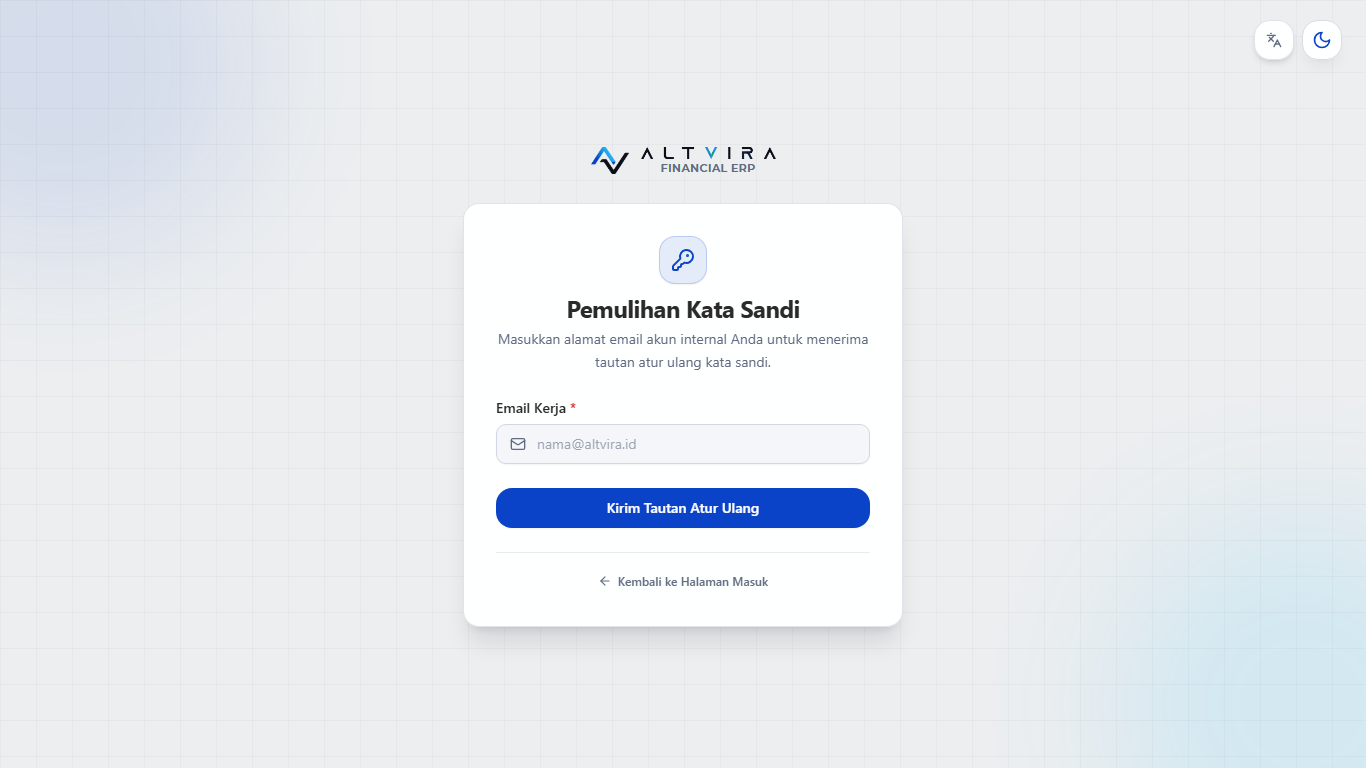 ALTVIRA
FINANCIAL ERP
Pemulihan Kata Sandi
Masukkan alamat email akun internal Anda untuk menerima
tautan atur ulang kata sandi.
Email Kerja *
nama@altvira.id
Kirim Tautan Atur Ulang
Kembali ke Halaman Masuk